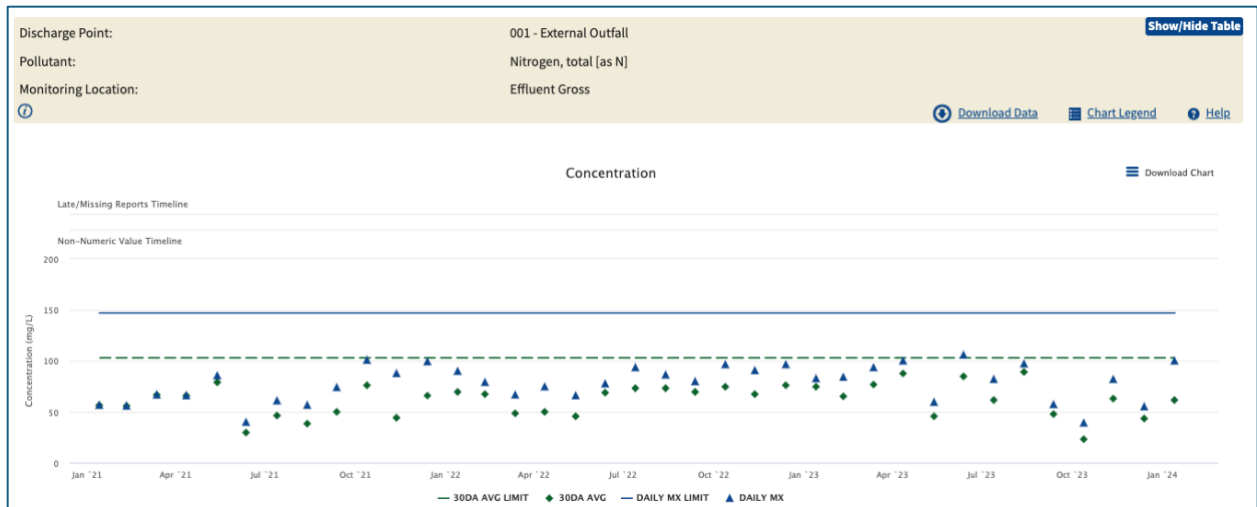 Show/Hide Table
Discharge Point: 001 - External Outfall
Pollutant: Nitrogen, total [as N]
Monitoring Location: Effluent Gross
i
Download Data Chart Legend ? Help
Concentration
Download Chart
Late/Missing Reports Timeline
Non-Numeric Value Timeline
200
150
100
50
0
Concentration (mg/L)
Jan `21 Apr `21 Jul `21 Oct `21 Jan `22 Apr `22 Jul `22 Oct `22 Jan `23 Apr `23 Jul `23 Oct `23 Jan `24
30DA AVG LIMIT 30DA AVG DAILY MX LIMIT DAILY MX